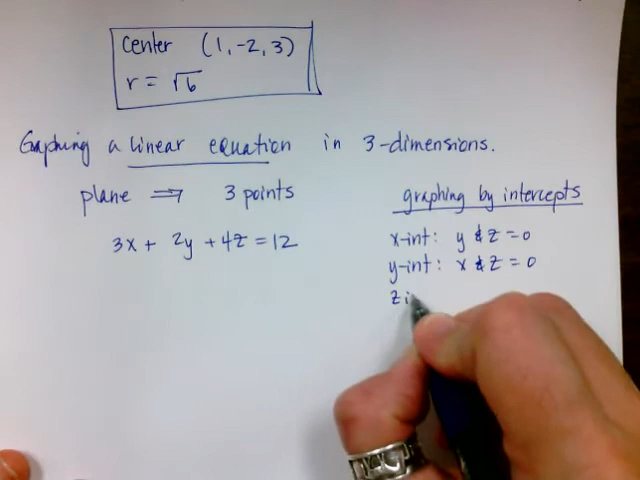 Center (1,-2,3)
r = √6
Graphing a linear equation in 3-dimensions.
plane ⇒ 3 points
3x + 2y + 4z = 12
graphing by intercepts
x-int: y & z = 0
y-int: x & z = 0
z i